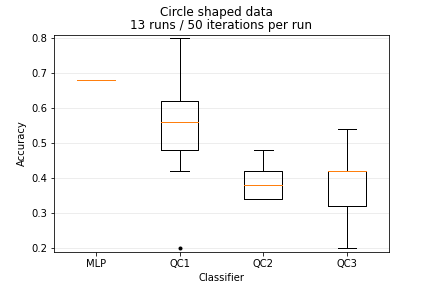 Circle shaped data
13 runs / 50 iterations per run
0.8
0.7
0.6
0.5
0.4
0.3
0.2
Accuracy
MLP QC1 QC2 QC3
Classifier